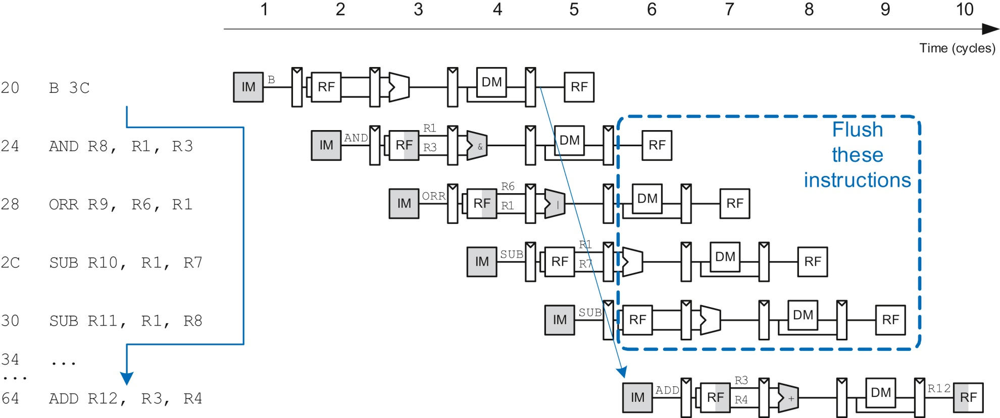 1 2 3 4 5 6 7 8 9 10
Time (cycles)
20 B 3C IM B RF DM RF
24 AND R8, R1, R3 IM AND RF R1 R3 & DM RF
28 ORR R9, R6, R1 IM ORR RF R6 R1 | DM RF
2C SUB R10, R1, R7 IM SUB RF R1 R7 DM RF
30 SUB R11, R1, R8 IM SUB RF DM RF
34 ...
...
64 ADD R12, R3, R4 IM ADD RF R3 R4 + DM R12 RF
Flush
these
instructions